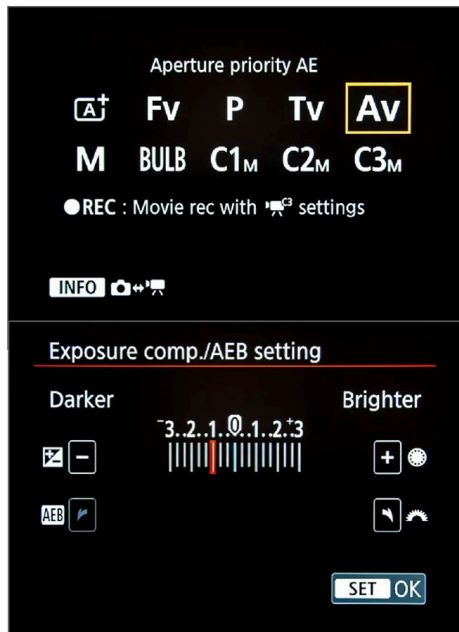 Aperture priority AE
A+ Fv P Tv Av
M BULB C1M C2M C3M
REC : Movie rec with C3 settings
INFO
Exposure comp./AEB setting
Darker Brighter
-3..2..1..0..1..2..+3
- +
AEB
SET OK